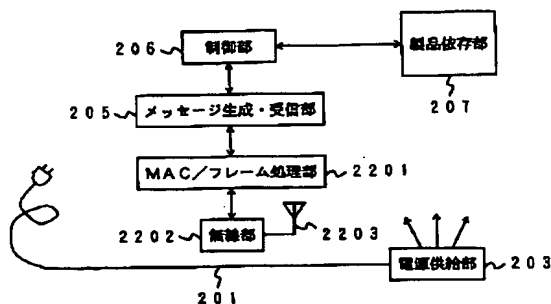 206
制御部
製品依存部
207
205
メッセージ生成・受信部
MAC/フレーム処理部
2201
2202
無線部
2203
電源供給部
203
201